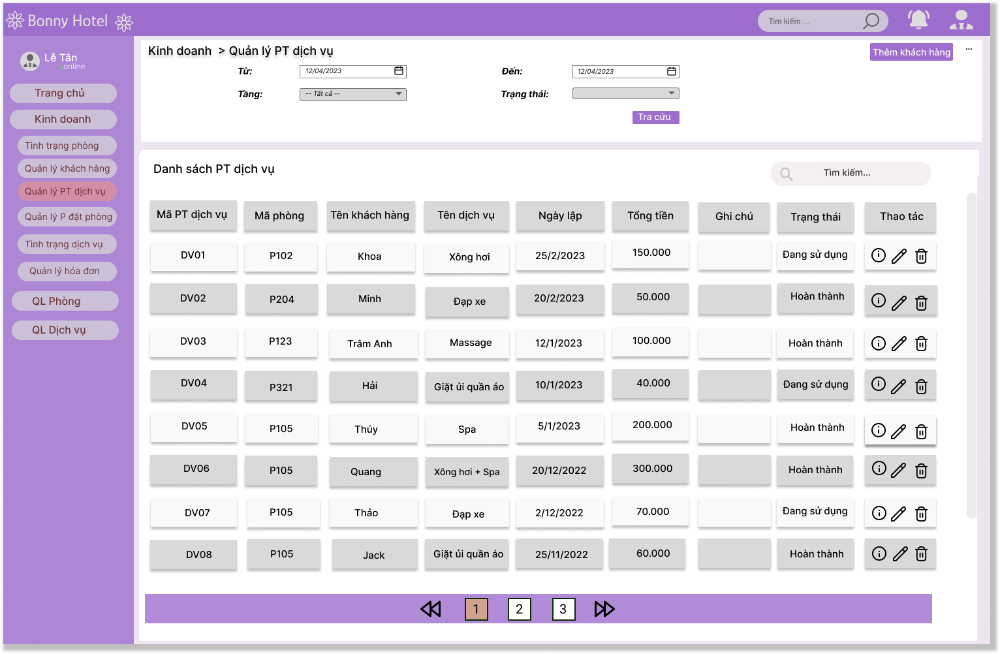 Bonny Hotel
Tìm kiếm ....
Lễ Tân
online
Trang chủ
Kinh doanh
Tình trạng phòng
Quản lý khách hàng
Quản lý PT dịch vụ
Quản lý P đặt phòng
Tình trạng dịch vụ
Quản lý hóa đơn
QL Phòng
QL Dịch vụ
Kinh doanh > Quản lý PT dịch vụ
Thêm khách hàng ...
Từ: 12/04/2023 Đến: 12/04/2023
Tầng: -- Tất cả -- Trạng thái:
Tra cứu
Danh sách PT dịch vụ
Tìm kiếm...
Mã PT dịch vụ Mã phòng Tên khách hàng Tên dịch vụ Ngày lập Tổng tiền Ghi chú Trạng thái Thao tác
DV01 P102 Khoa Xông hơi 25/2/2023 150.000 Đang sử dụng
DV02 P204 Minh Đạp xe 20/2/2023 50.000 Hoàn thành
DV03 P123 Trâm Anh Massage 12/1/2023 100.000 Hoàn thành
DV04 P321 Hải Giặt ủi quần áo 10/1/2023 40.000 Đang sử dụng
DV05 P105 Thúy Spa 5/1/2023 200.000 Hoàn thành
DV06 P105 Quang Xông hơi + Spa 20/12/2022 300.000 Hoàn thành
DV07 P105 Thảo Đạp xe 2/12/2022 70.000 Đang sử dụng
DV08 P105 Jack Giặt ủi quần áo 25/11/2022 60.000 Hoàn thành
1 2 3